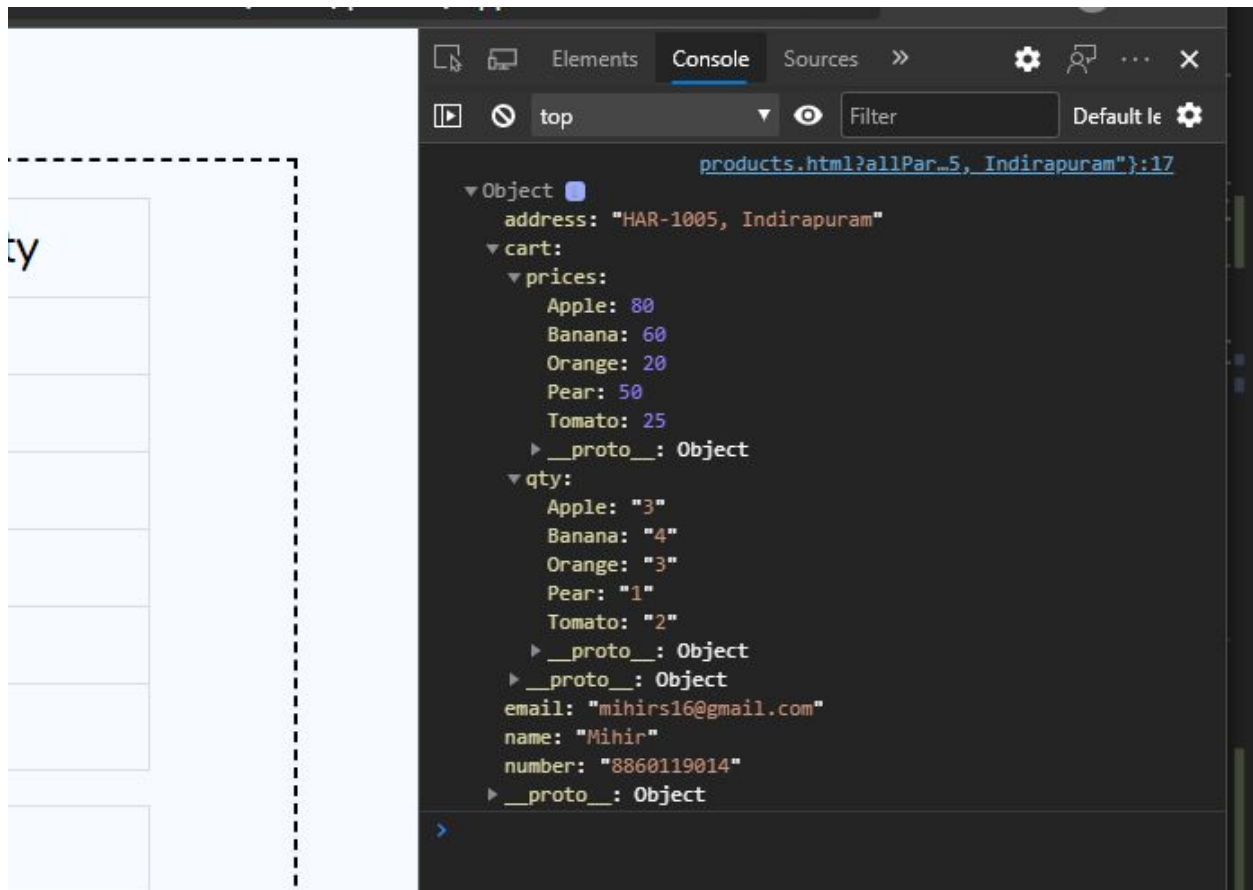 Elements Console Sources »
top Filter Default le
products.html?allPar…5, Indirapuram"}:17
▼Object i
address: "HAR-1005, Indirapuram"
▼cart:
▼prices:
Apple: 80
Banana: 60
Orange: 20
Pear: 50
Tomato: 25
▶__proto__: Object
▼qty:
Apple: "3"
Banana: "4"
Orange: "3"
Pear: "1"
Tomato: "2"
▶__proto__: Object
▶__proto__: Object
email: "mihirs16@gmail.com"
name: "Mihir"
number: "8860119014"
▶__proto__: Object
ty